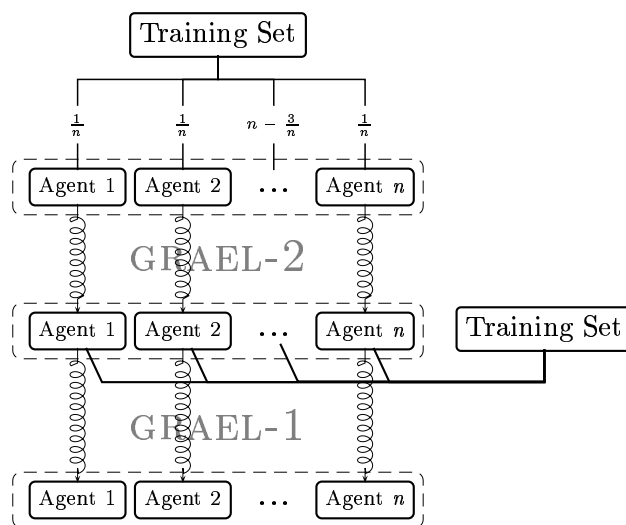 Training Set
1/n 1/n n − 3/n 1/n
Agent 1 Agent 2 ... Agent n
GRAEL-2
Agent 1 Agent 2 ... Agent n Training Set
GRAEL-1
Agent 1 Agent 2 ... Agent n